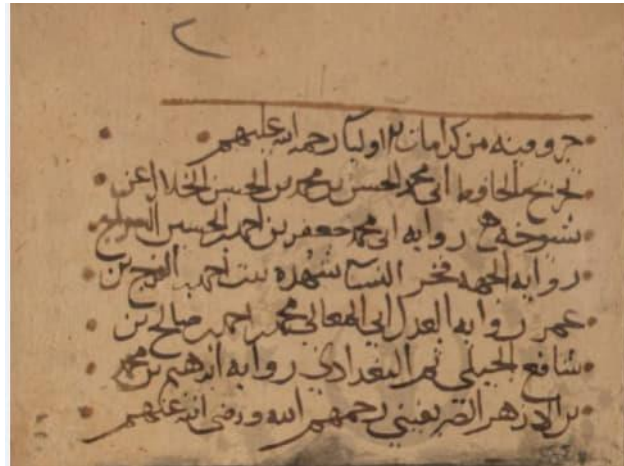 جزو فيه من كرامات الاوليا رحمة الله عليهم
تخريج الحافظ ابي محمد الحسن بن محمد بن الحسن الخلال عن
شيوخه رواية ابي محمد جعفر بن احمد بن الحسين السراج
رواية الجهة فخر النسا شهدة بنت احمد بن الفرج بن
عمر رواية العدل ابي المعالي محمد بن احمد بن صالح بن
شافع الجيلي ثم البغدادي رواية ابرهيم بن محمد
بن الازهر الصريفيني رحمهم الله ورضي الله عنهم